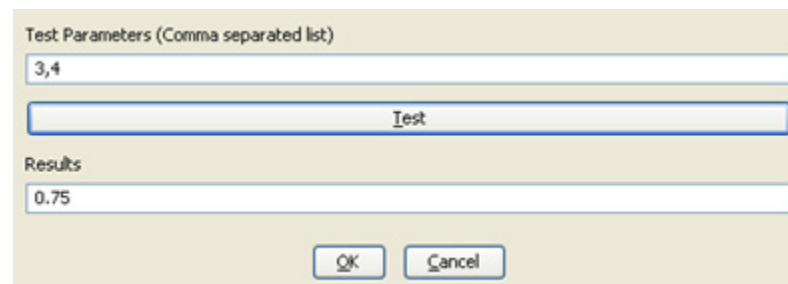 Test Parameters (Comma separated list)
3,4
Test
Results
0.75
OK Cancel